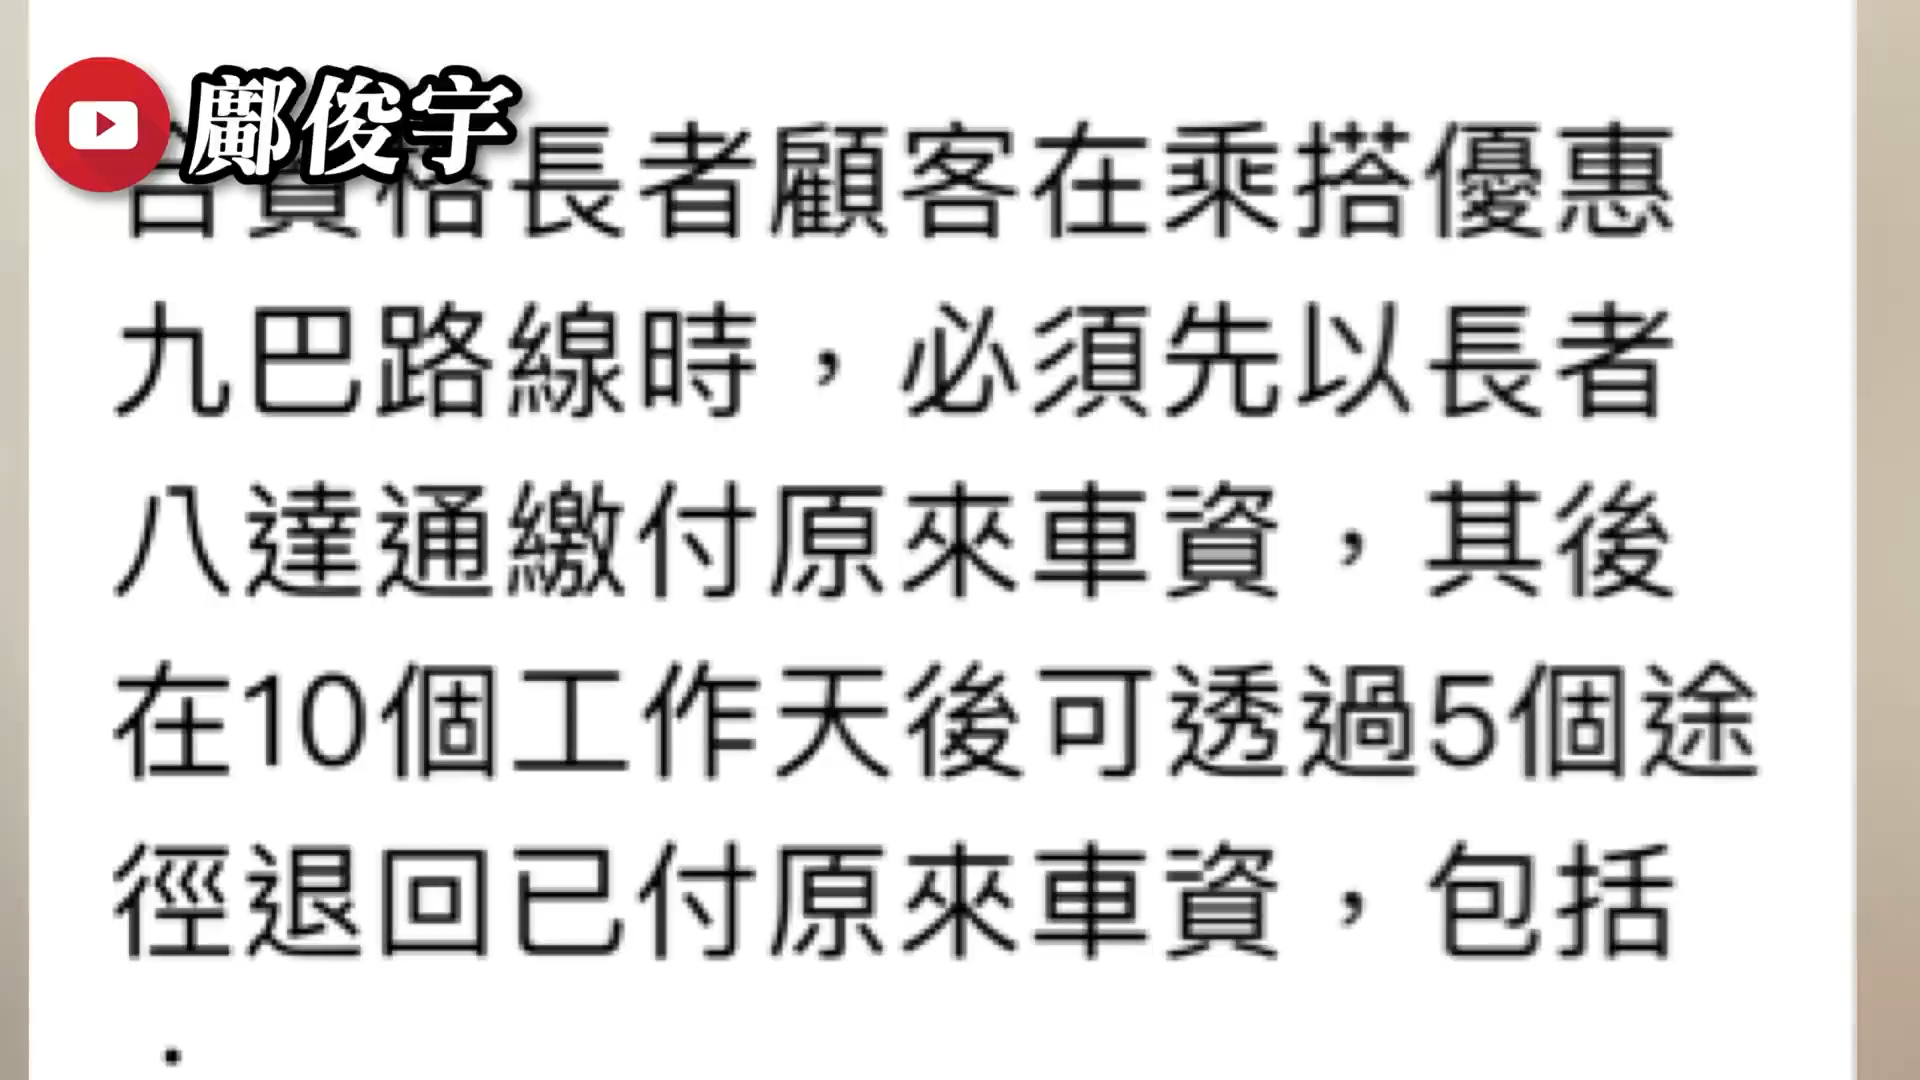 鄺俊宇
合資格長者顧客在乘搭優惠
九巴路線時，必須先以長者
八達通繳付原來車資，其後
在10個工作天後可透過5個途
徑退回已付原來車資，包括
.